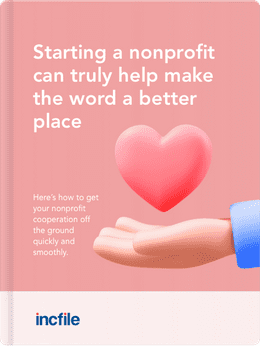 Starting a nonprofit
can truly help make
the word a better
place
Here's how to get
your nonprofit
cooperation off
the ground
quickly and
smoothly.
incfile